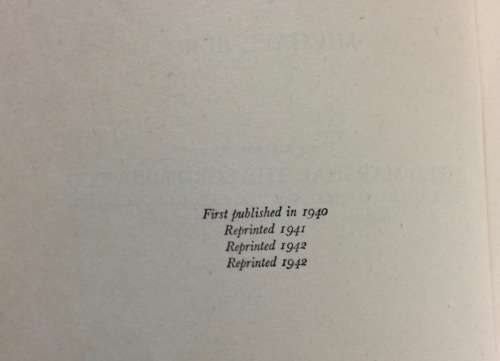 First published in 1940
Reprinted 1941
Reprinted 1942
Reprinted 1942